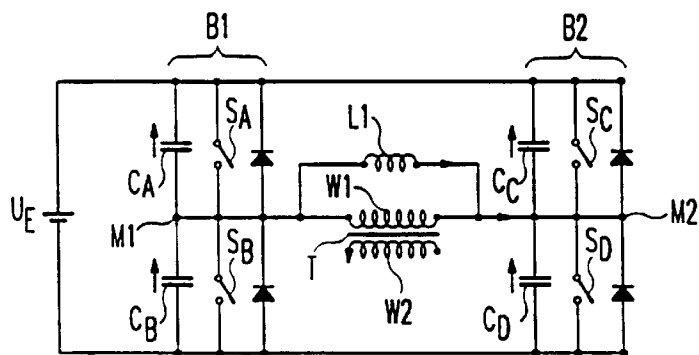 B1
B2
S_A
L1
S_C
C_A
W1
C_C
U_E
M1
M2
S_B
T
S_D
C_B
W2
C_D